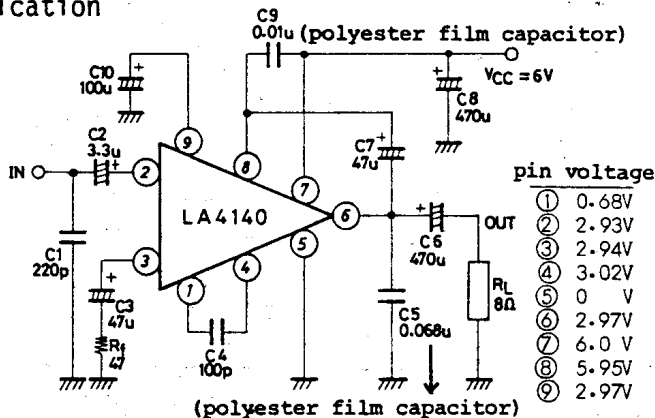 ication
C9
0.01u (polyester film capacitor)
C10
100u
VCC = 6V
C8
470u
C2
3.3u
C7
47u
IN
9
8
7
2
LA4140
6
3
5
1
4
C1
220p
C3
47u
Rf
47
C4
100p
C6
470u
OUT
RL
8Ω
C5
0.068u
(polyester film capacitor)
pin voltage
① 0.68V
② 2.93V
③ 2.94V
④ 3.02V
⑤ 0 V
⑥ 2.97V
⑦ 6.0 V
⑧ 5.95V
⑨ 2.97V